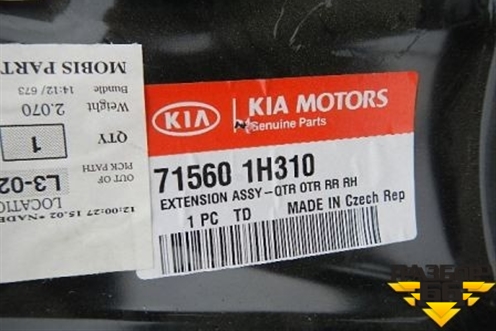 KIA
KIA MOTORS
Genuine Parts
71560 1H310
EXTENSION ASSY-QTR OTR RR RH
1 PC TD MADE IN Czech Rep
MOBIS PARTS
Bundle 14:12/ 673
Weight 2.070
QTY 1
OUT OF
PICK PATH
LOCATIO
L3-02
12:00:27 15.02 *NADE